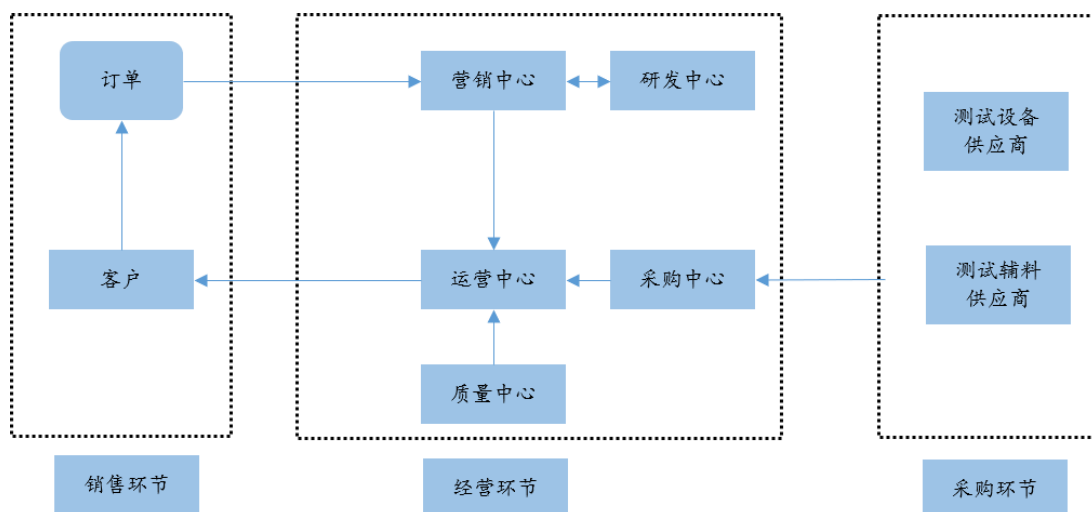 订单
营销中心
研发中心
测试设备
供应商
客户
运营中心
采购中心
测试辅料
供应商
质量中心
销售环节
经营环节
采购环节